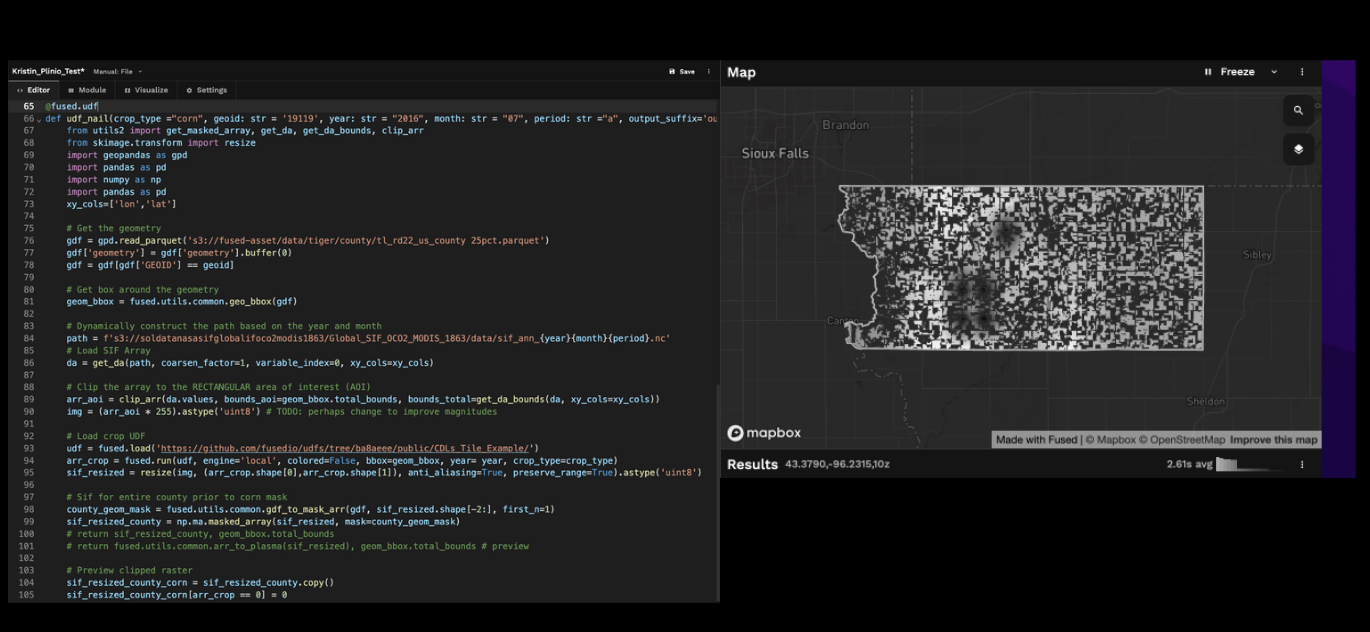 Kristin_Plinio_Test* Manual: File Save
Editor Module Visualize Settings
65 @fused.udf
66 def udf_nail(crop_type ="corn", geoid: str = '19119', year: str = "2016", month: str = "07", period: str ="a", output_suffix='ou
67 from utils2 import get_masked_array, get_da, get_da_bounds, clip_arr
68 from skimage.transform import resize
69 import geopandas as gpd
70 import pandas as pd
71 import numpy as np
72 import pandas as pd
73 xy_cols=['lon','lat']
74
75 # Get the geometry
76 gdf = gpd.read_parquet('s3://fused-asset/data/tiger/county/tl_rd22_us_county 25pct.parquet')
77 gdf['geometry'] = gdf['geometry'].buffer(0)
78 gdf = gdf[gdf['GEOID'] == geoid]
79
80 # Get box around the geometry
81 geom_bbox = fused.utils.common.geo_bbox(gdf)
82
83 # Dynamically construct the path based on the year and month
84 path = f's3://soldatanasasifglobalifoco2modis1863/Global_SIF_OCO2_MODIS_1863/data/sif_ann_{year}{month}{period}.nc'
85 # Load SIF Array
86 da = get_da(path, coarsen_factor=1, variable_index=0, xy_cols=xy_cols)
87
88 # Clip the array to the RECTANGULAR area of interest (AOI)
89 arr_aoi = clip_arr(da.values, bounds_aoi=geom_bbox.total_bounds, bounds_total=get_da_bounds(da, xy_cols=xy_cols))
90 img = (arr_aoi * 255).astype('uint8') # TODO: perhaps change to improve magnitudes
91
92 # Load crop UDF
93 udf = fused.load('https://github.com/fusedio/udfs/tree/ba8aeee/public/CDLs_Tile_Example/')
94 arr_crop = fused.run(udf, engine='local', colored=False, bbox=geom_bbox, year= year, crop_type=crop_type)
95 sif_resized = resize(img, (arr_crop.shape[0],arr_crop.shape[1]), anti_aliasing=True, preserve_range=True).astype('uint8')
96
97 # Sif for entire county prior to corn mask
98 county_geom_mask = fused.utils.common.gdf_to_mask_arr(gdf, sif_resized.shape[-2:], first_n=1)
99 sif_resized_county = np.ma.masked_array(sif_resized, mask=county_geom_mask)
100 # return sif_resized_county, geom_bbox.total_bounds
101 # return fused.utils.common.arr_to_plasma(sif_resized), geom_bbox.total_bounds # preview
102
103 # Preview clipped raster
104 sif_resized_county_corn = sif_resized_county.copy()
105 sif_resized_county_corn[arr_crop == 0] = 0
Map Freeze
Brandon
Sioux Falls
Sibley
Sheldon
mapbox
Made with Fused | © Mapbox © OpenStreetMap Improve this map
Results 43.3790,-96.2315,10z 2.61s avg